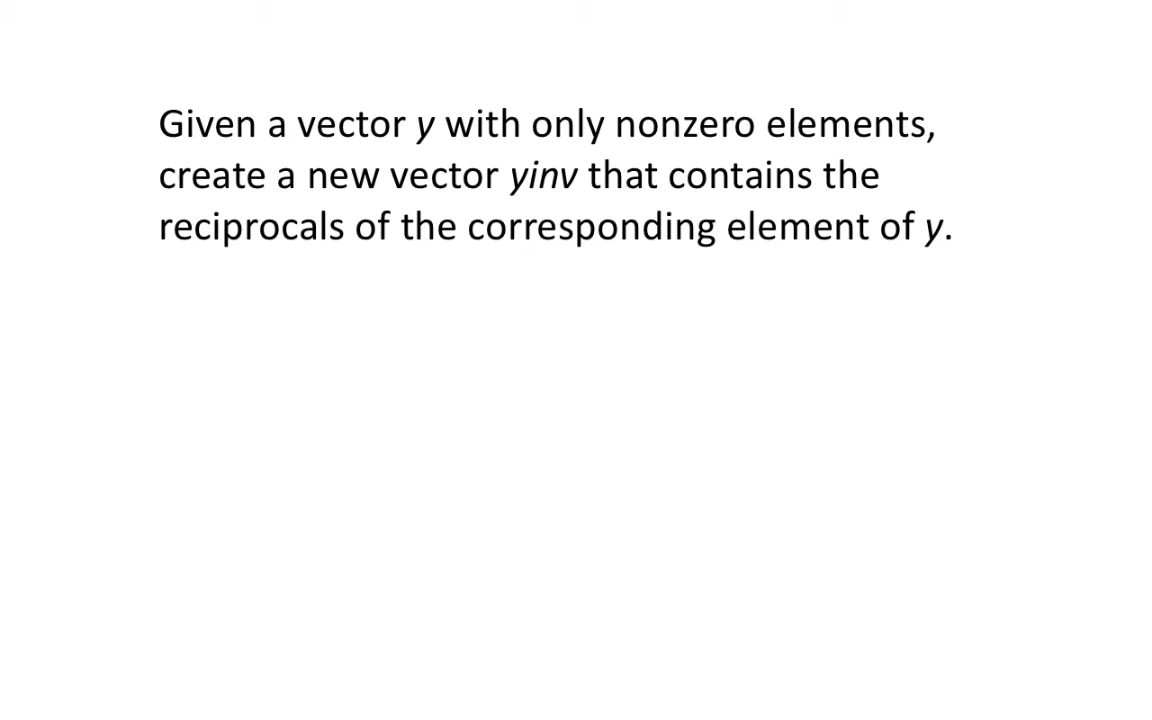 Given a vector y with only nonzero elements,
create a new vector yinv that contains the
reciprocals of the corresponding element of y.